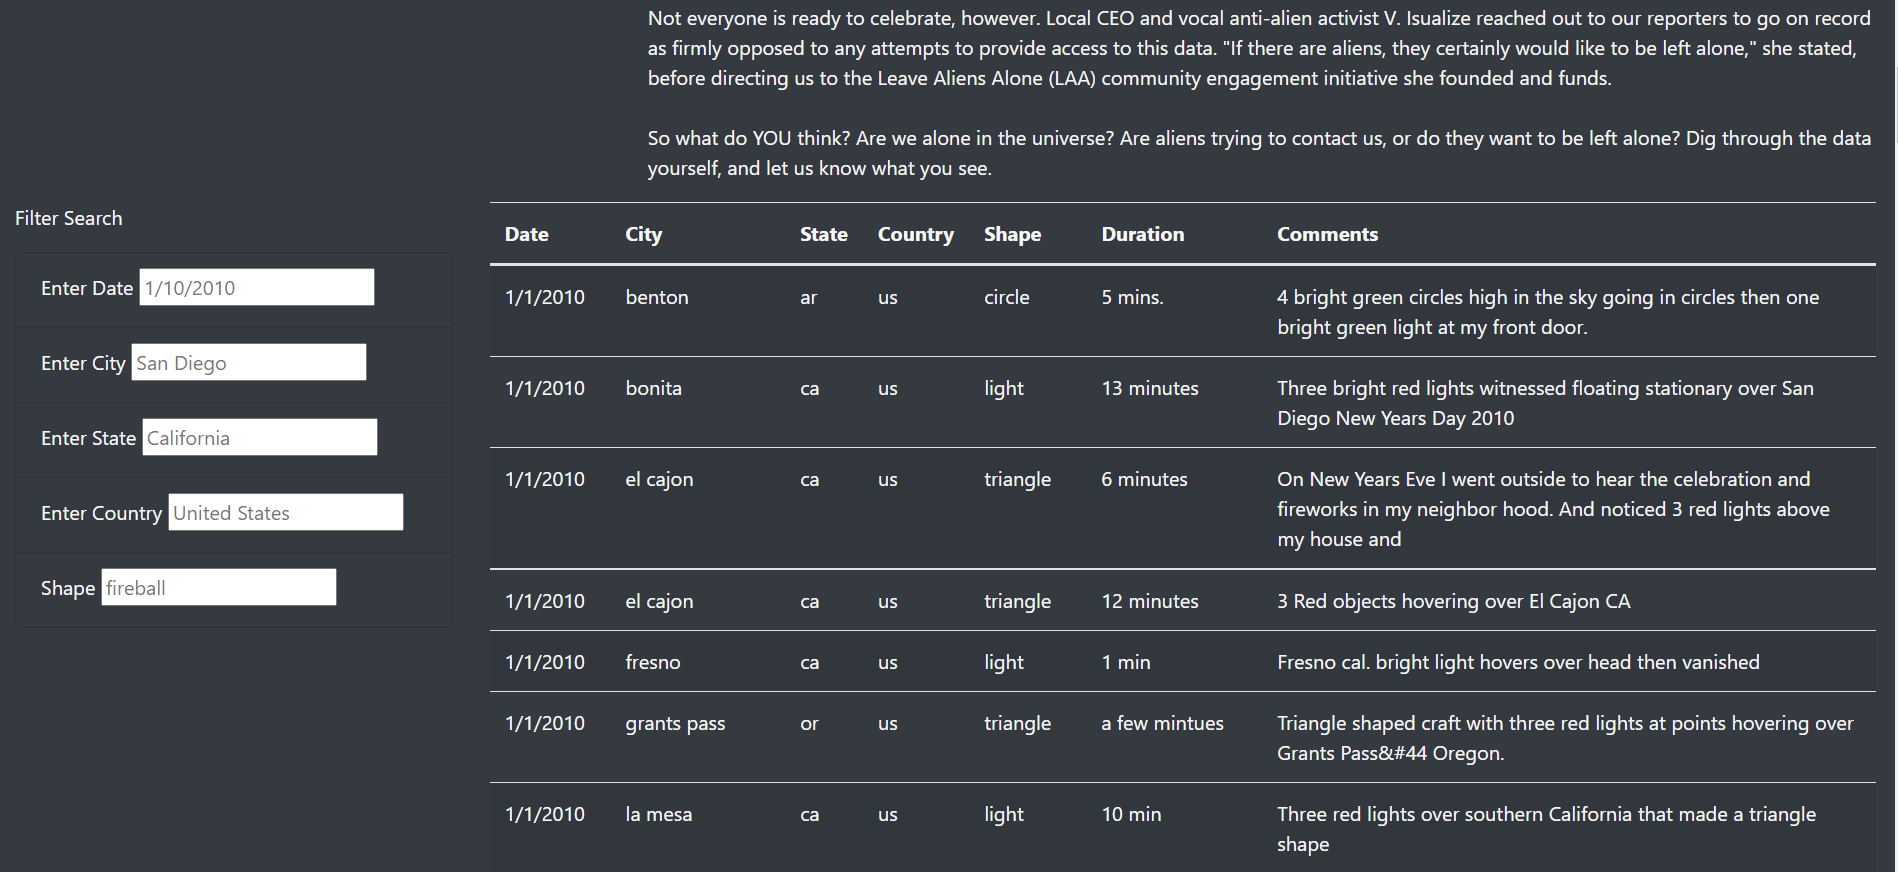 Not everyone is ready to celebrate, however. Local CEO and vocal anti-alien activist V. Isualize reached out to our reporters to go on record
as firmly opposed to any attempts to provide access to this data. "If there are aliens, they certainly would like to be left alone," she stated,
before directing us to the Leave Aliens Alone (LAA) community engagement initiative she founded and funds.
So what do YOU think? Are we alone in the universe? Are aliens trying to contact us, or do they want to be left alone? Dig through the data
yourself, and let us know what you see.
Filter Search
Enter Date 1/10/2010
Enter City San Diego
Enter State California
Enter Country United States
Shape fireball
Date City State Country Shape Duration Comments
1/1/2010 benton ar us circle 5 mins. 4 bright green circles high in the sky going in circles then one
bright green light at my front door.
1/1/2010 bonita ca us light 13 minutes Three bright red lights witnessed floating stationary over San
Diego New Years Day 2010
1/1/2010 el cajon ca us triangle 6 minutes On New Years Eve I went outside to hear the celebration and
fireworks in my neighbor hood. And noticed 3 red lights above
my house and
1/1/2010 el cajon ca us triangle 12 minutes 3 Red objects hovering over El Cajon CA
1/1/2010 fresno ca us light 1 min Fresno cal. bright light hovers over head then vanished
1/1/2010 grants pass or us triangle a few mintues Triangle shaped craft with three red lights at points hovering over
Grants Pass&#44 Oregon.
1/1/2010 la mesa ca us light 10 min Three red lights over southern California that made a triangle
shape